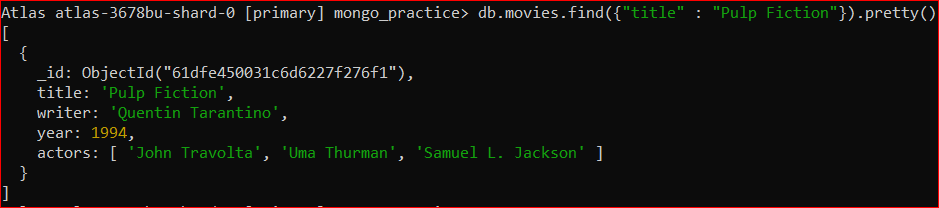 Atlas atlas-3678bu-shard-0 [primary] mongo_practice> db.movies.find({"title" : "Pulp Fiction"}).pretty()
[
  {
    _id: ObjectId("61dfe450031c6d6227f276f1"),
    title: 'Pulp Fiction',
    writer: 'Quentin Tarantino',
    year: 1994,
    actors: [ 'John Travolta', 'Uma Thurman', 'Samuel L. Jackson' ]
  }
]